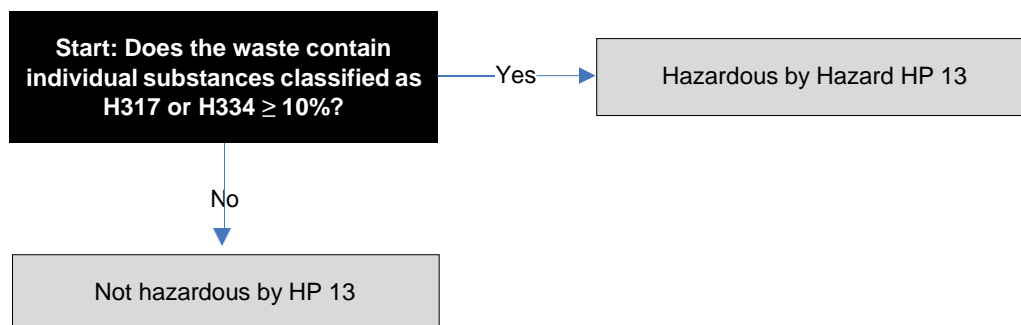 Start: Does the waste contain
individual substances classified as
H317 or H334 ≥ 10%?
Yes
Hazardous by Hazard HP 13
No
Not hazardous by HP 13